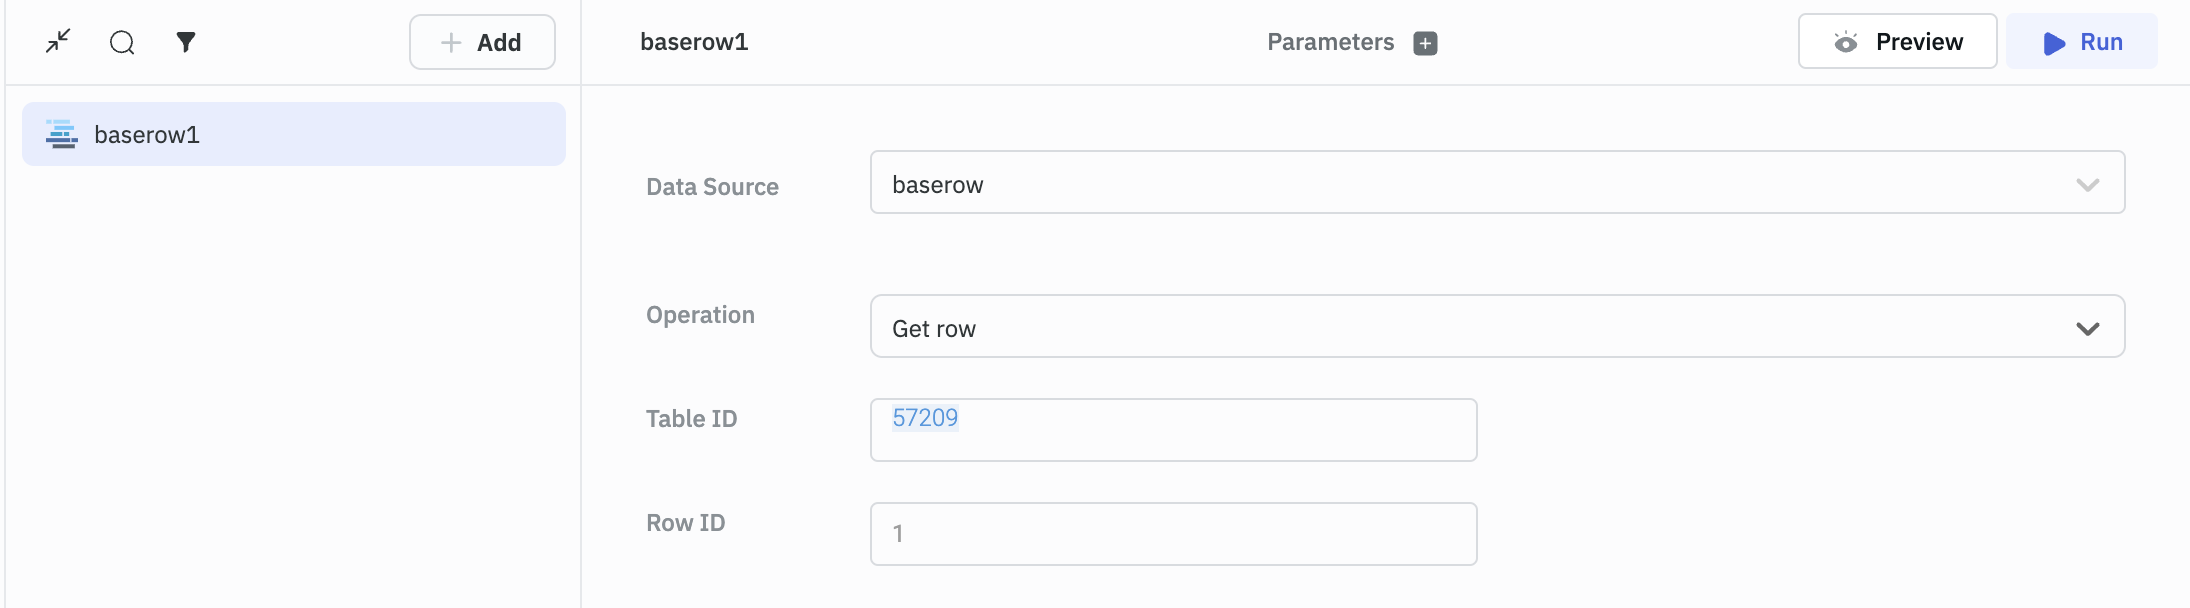 Add
baserow1
Parameters
Preview
Run
baserow1
Data Source
baserow
Operation
Get row
Table ID
57209
Row ID
1